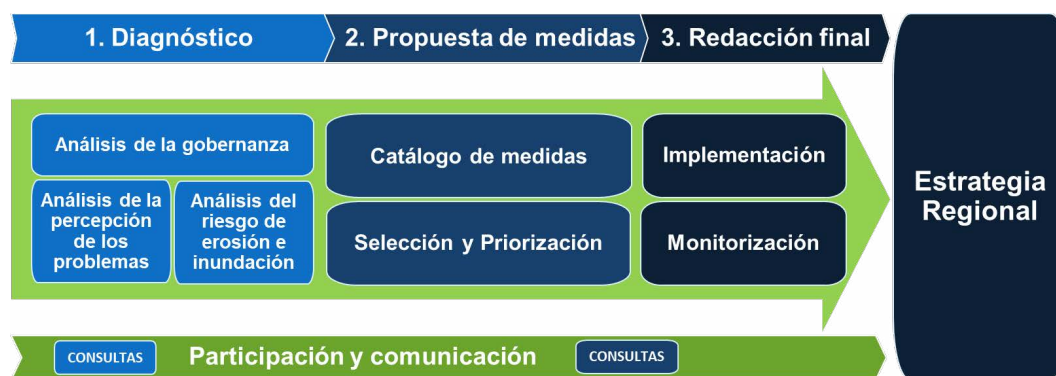 1. Diagnóstico
2. Propuesta de medidas
3. Redacción final
Análisis de la gobernanza
Análisis de la
percepción
de los
problemas
Análisis del
riesgo de
erosión e
inundación
Catálogo de medidas
Selección y Priorización
Implementación
Monitorización
Estrategia
Regional
CONSULTAS
Participación y comunicación
CONSULTAS